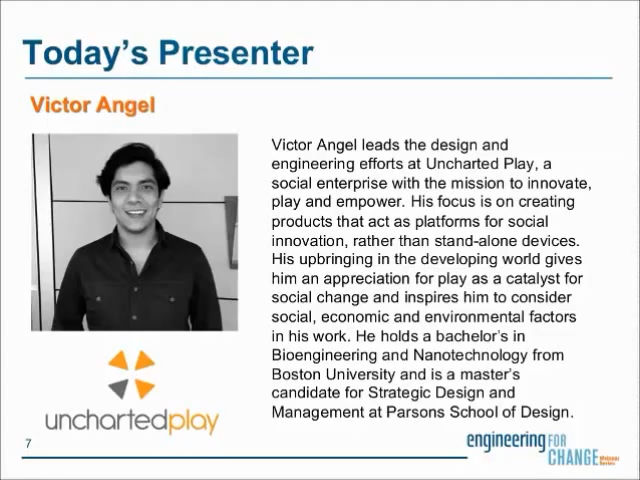 Today's Presenter
Victor Angel
Victor Angel leads the design and
engineering efforts at Uncharted Play, a
social enterprise with the mission to innovate,
play and empower. His focus is on creating
products that act as platforms for social
innovation, rather than stand-alone devices.
His upbringing in the developing world gives
him an appreciation for play as a catalyst for
social change and inspires him to consider
social, economic and environmental factors
in his work. He holds a bachelor's in
Bioengineering and Nanotechnology from
Boston University and is a master's
candidate for Strategic Design and
Management at Parsons School of Design.
unchartedplay
7
engineering FOR
CHANGE Webinar
Series